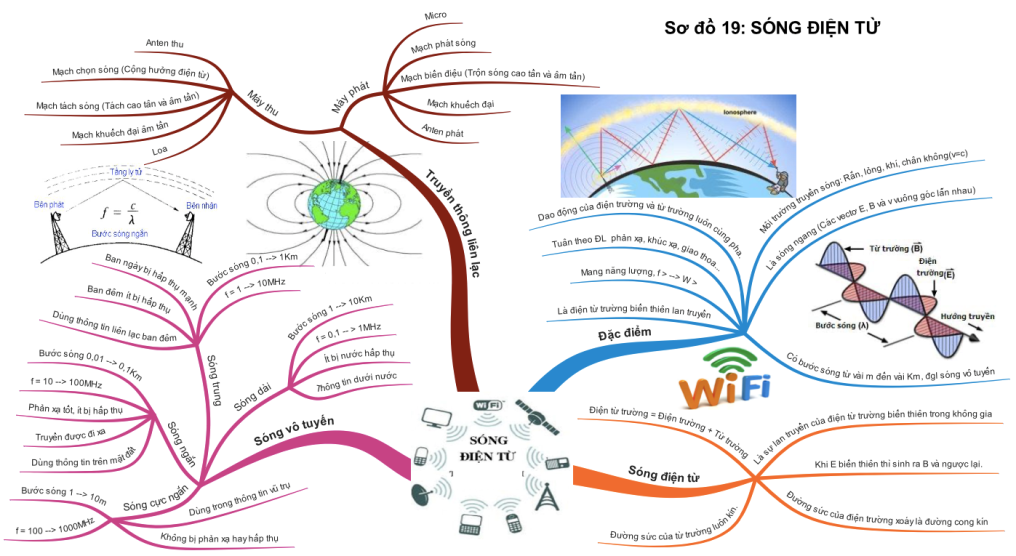 Sơ đồ 19: SÓNG ĐIỆN TỪ
Truyền thông liên lạc
Máy thu
Anten thu
Mạch chọn sóng (Cộng hưởng điện từ)
Mạch tách sóng (Tách cao tần và âm tần)
Mạch khuếch đại âm tần
Loa
Máy phát
Micro
Mạch phát sóng
Mạch biến điệu (Trộn sóng cao tần và âm tần)
Mạch khuếch đại
Anten phát
Tầng ly tử
Bên phát
Bên nhận
f = c/λ
Bước sóng ngắn
Ionosphere
Đặc điểm
Dao động của điện trường và từ trường luôn cùng pha...
Tuân theo ĐL phản xạ, khúc xạ, giao thoa...
Mang năng lượng, f > --> W >
Là điện từ trường biến thiên lan truyền
Môi trường truyền sóng: Rắn, lỏng, khí, chân không(v=c)
Là sóng ngang (Các vectơ E, B và v vuông góc lẫn nhau)
Có bước sóng từ vài m đến vài Km, đgl sóng vô tuyến
Từ trường (B)
Điện trường(E)
Bước sóng (λ)
Hướng truyền
WiFi
Sóng vô tuyến
Sóng trung
Ban ngày bị hấp thụ mạnh
Ban đêm ít bị hấp thụ
Dùng thông tin liên lạc ban đêm
Bước sóng 0,1 --> 1Km
f = 1 --> 10MHz
Sóng dài
Bước sóng 1 --> 10Km
f = 0,1 --> 1MHz
Ít bị nước hấp thụ
Thông tin dưới nước
Sóng ngắn
Bước sóng 0,01 --> 0,1Km
f = 10 --> 100MHz
Phản xạ tốt, ít bị hấp thụ
Truyền được đi xa
Dùng thông tin trên mặt đất
Sóng cực ngắn
Bước sóng 1 --> 10m
f = 100 --> 1000MHz
Dùng trong thông tin vũ trụ
Không bị phản xạ hay hấp thụ
WiFi
SÓNG
ĐIỆN TỪ
Sóng điện từ
Điện từ trường = Điện trường + Từ trường
Đường sức của từ trường luôn kín.
Là sự lan truyền của điện từ trường biến thiên trong không gia
Khi E biến thiên thì sinh ra B và ngược lại.
Đường sức của điện trường xoáy là đường cong kín